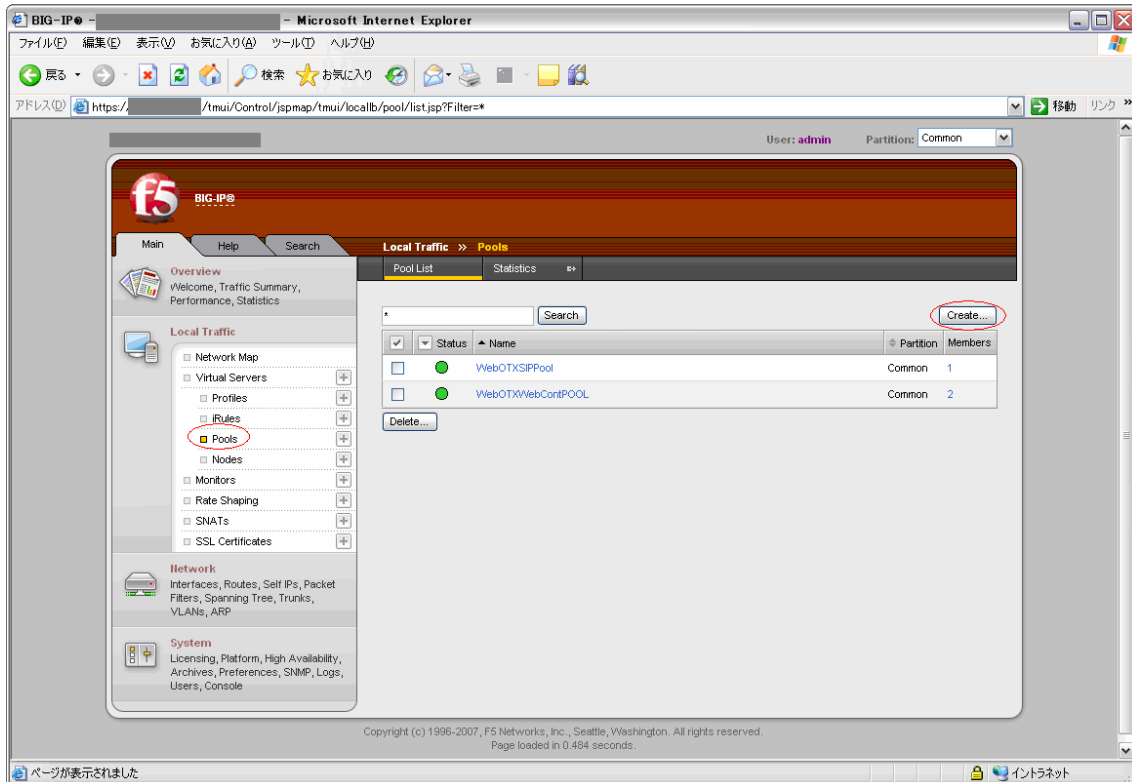 BIG-IP® - - Microsoft Internet Explorer
ファイル(F) 編集(E) 表示(V) お気に入り(A) ツール(T) ヘルプ(H)
戻る 検索 お気に入り
アドレス(D) https:// /tmui/Control/jspmap/tmui/locallb/pool/list.jsp?Filter=* 移動 リンク »
User: admin Partition: Common
f5 BIG-IP®
Main Help Search
Local Traffic » Pools
Pool List Statistics
Overview
Welcome, Traffic Summary,
Performance, Statistics
Local Traffic
Network Map
Virtual Servers
Profiles
iRules
Pools
Nodes
Monitors
Rate Shaping
SNATs
SSL Certificates
Network
Interfaces, Routes, Self IPs, Packet
Filters, Spanning Tree, Trunks,
VLANs, ARP
System
Licensing, Platform, High Availability,
Archives, Preferences, SNMP, Logs,
Users, Console
* Search Create...
Status Name Partition Members
WebOTXSIPPool Common 1
WebOTXWebContPOOL Common 2
Delete...
Copyright (c) 1996-2007, F5 Networks, Inc., Seattle, Washington. All rights reserved.
Page loaded in 0.484 seconds.
ページが表示されました イントラネット